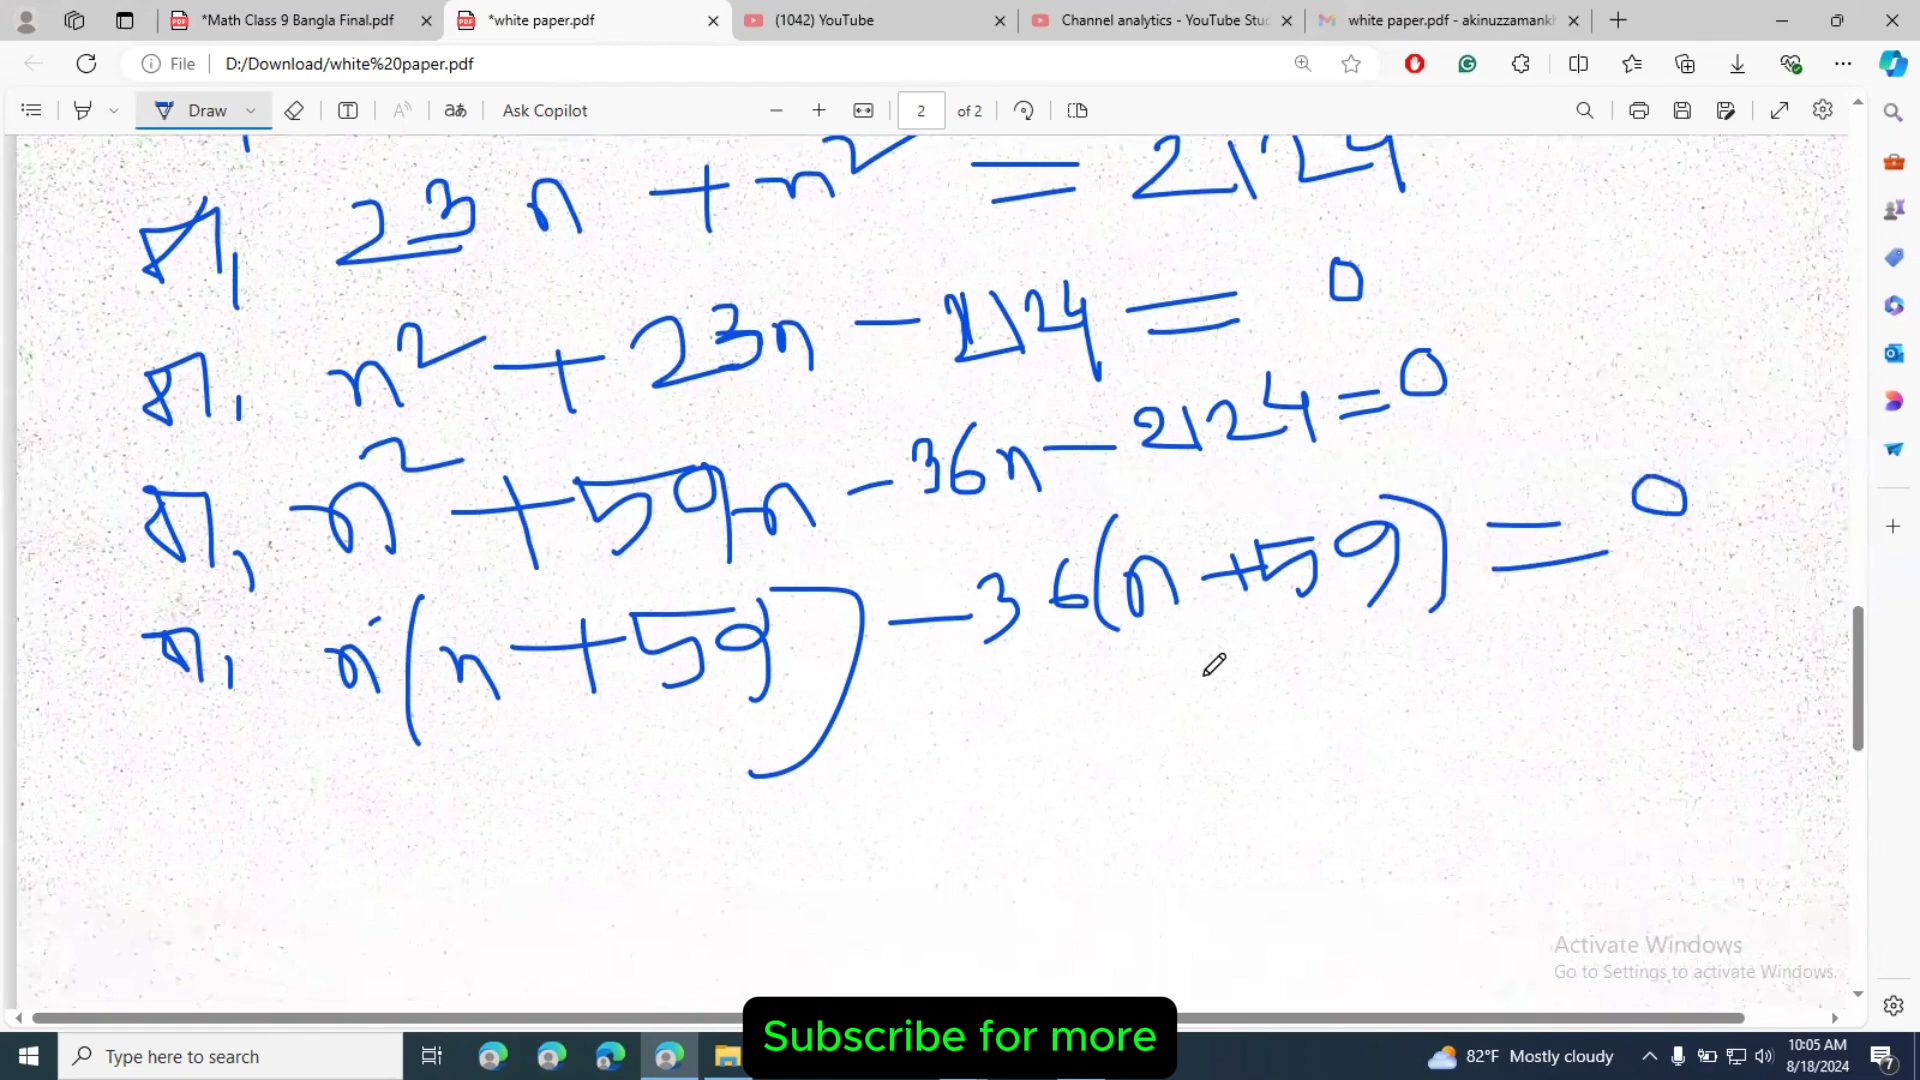 *Math Class 9 Bangla Final.pdf
*white paper.pdf
(1042) YouTube
Channel analytics - YouTube Stu
white paper.pdf - akinuzzamankh
File
D:/Download/white%20paper.pdf
Draw
Ask Copilot
2 of 2
বা, 23n + n² = 2124
বা, n² + 23n - 2124 = 0
বা, n² + 59n - 36n - 2124 = 0
বা, n(n+59) - 36(n+59) = 0
Activate Windows
Go to Settings to activate Windows.
Subscribe for more
Type here to search
82°F Mostly cloudy
10:05 AM
8/18/2024
7